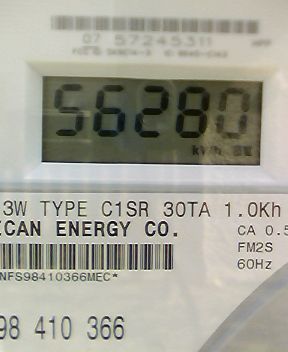 07 57245311
56280
kWh
3W TYPE C1SR 30TA 1.0Kh
ICAN ENERGY CO.
CA 0.5
FM2S
60Hz
NFS98410366MEC*
98 410 366